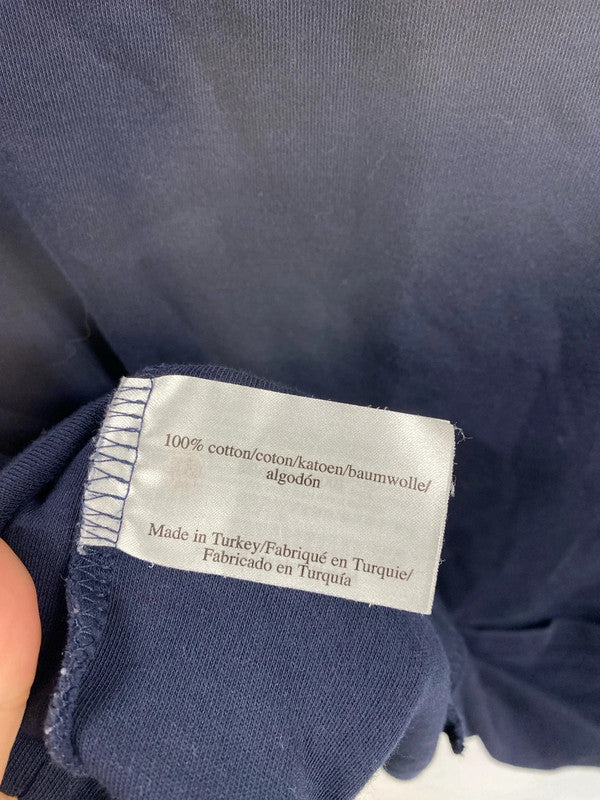 100% cotton/coton/katoen/baumwolle/
algodón
Made in Turkey/Fabriqué en Turquie/
Fabricado en Turquía